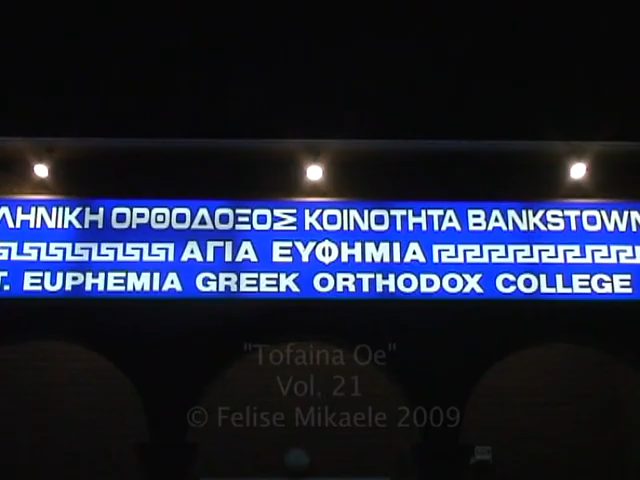 ΛΗΝΙΚΗ ΟΡΘΟΔΟΞΟΣ ΚΟΙΝΟΤΗΤΑ BANKSTOWN
ΑΓΙΑ ΕΥΦΗΜΙΑ
T. EUPHEMIA GREEK ORTHODOX COLLEGE
"Tofaina Oe"
Vol. 21
© Felise Mikaele 2009